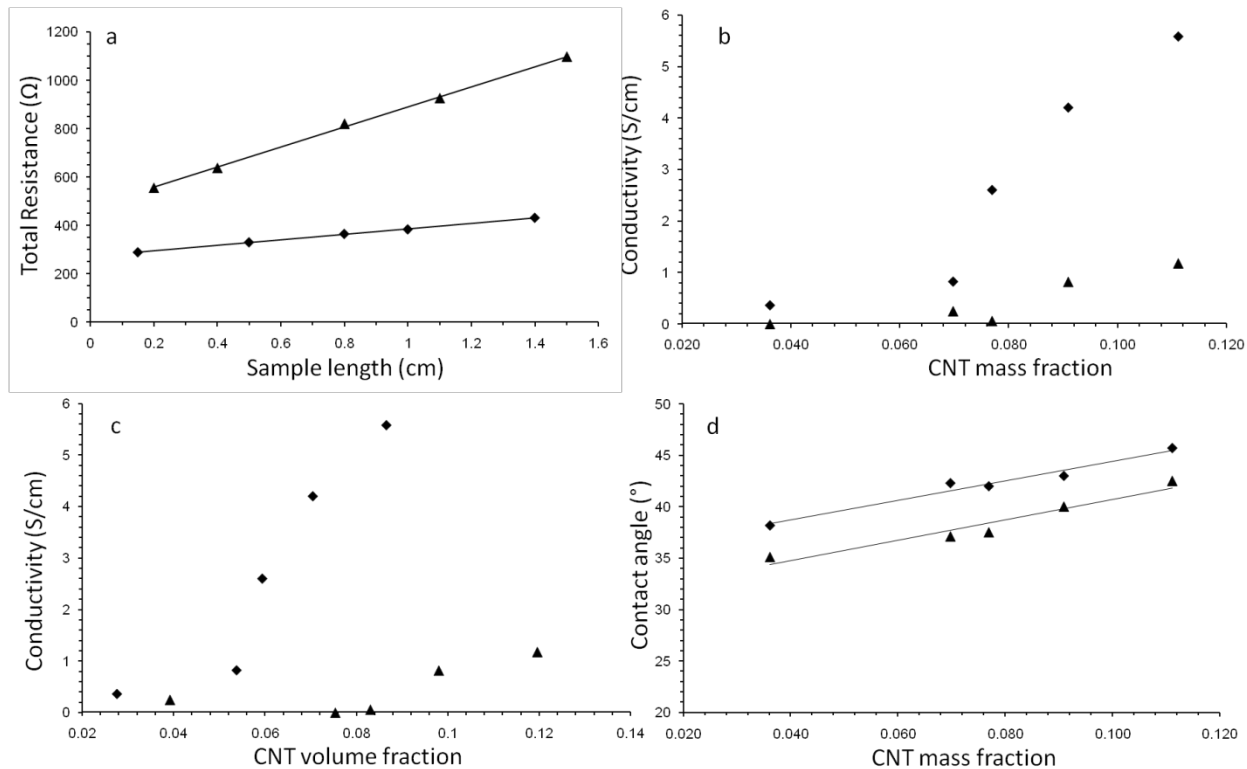 a
1200
1000
800
600
400
200
0
Total Resistance (Ω)
0 0.2 0.4 0.6 0.8 1 1.2 1.4 1.6
Sample length (cm)
b
6
5
4
3
2
1
0
Conductivity (S/cm)
0.020 0.040 0.060 0.080 0.100 0.120
CNT mass fraction
c
6
5
4
3
2
1
0
Conductivity (S/cm)
0 0.02 0.04 0.06 0.08 0.1 0.12 0.14
CNT volume fraction
d
50
45
40
35
30
25
20
Contact angle (°)
0.020 0.040 0.060 0.080 0.100 0.120
CNT mass fraction